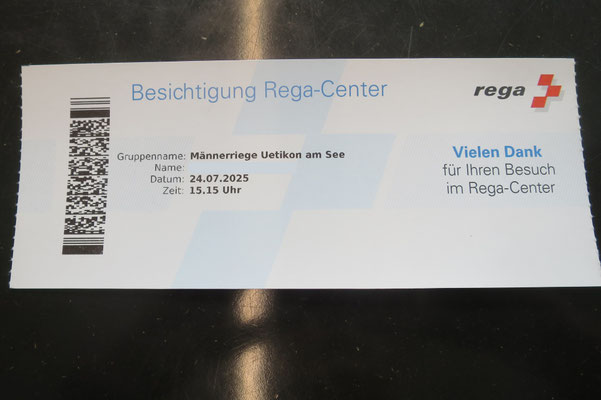 Besichtigung Rega-Center
rega
Gruppenname: Männerriege Uetikon am See
Name:
Datum: 24.07.2025
Zeit: 15.15 Uhr
Vielen Dank
für Ihren Besuch
im Rega-Center